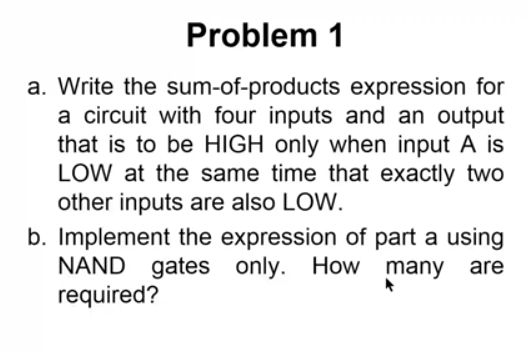 Problem 1
a. Write the sum-of-products expression for
a circuit with four inputs and an output
that is to be HIGH only when input A is
LOW at the same time that exactly two
other inputs are also LOW.
b. Implement the expression of part a using
NAND gates only. How many are
required?